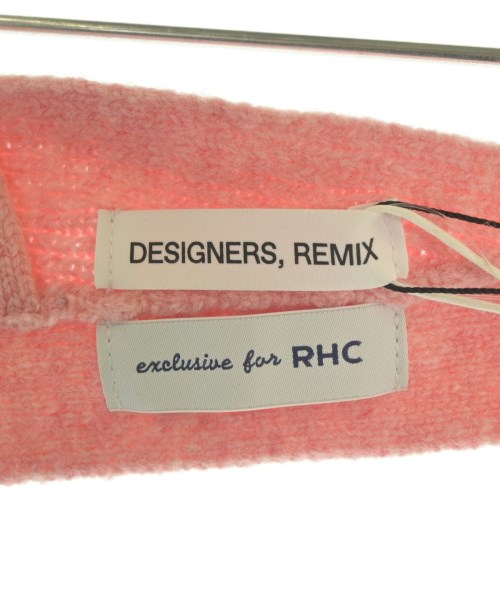 DESIGNERS, REMIX
exclusive for RHC